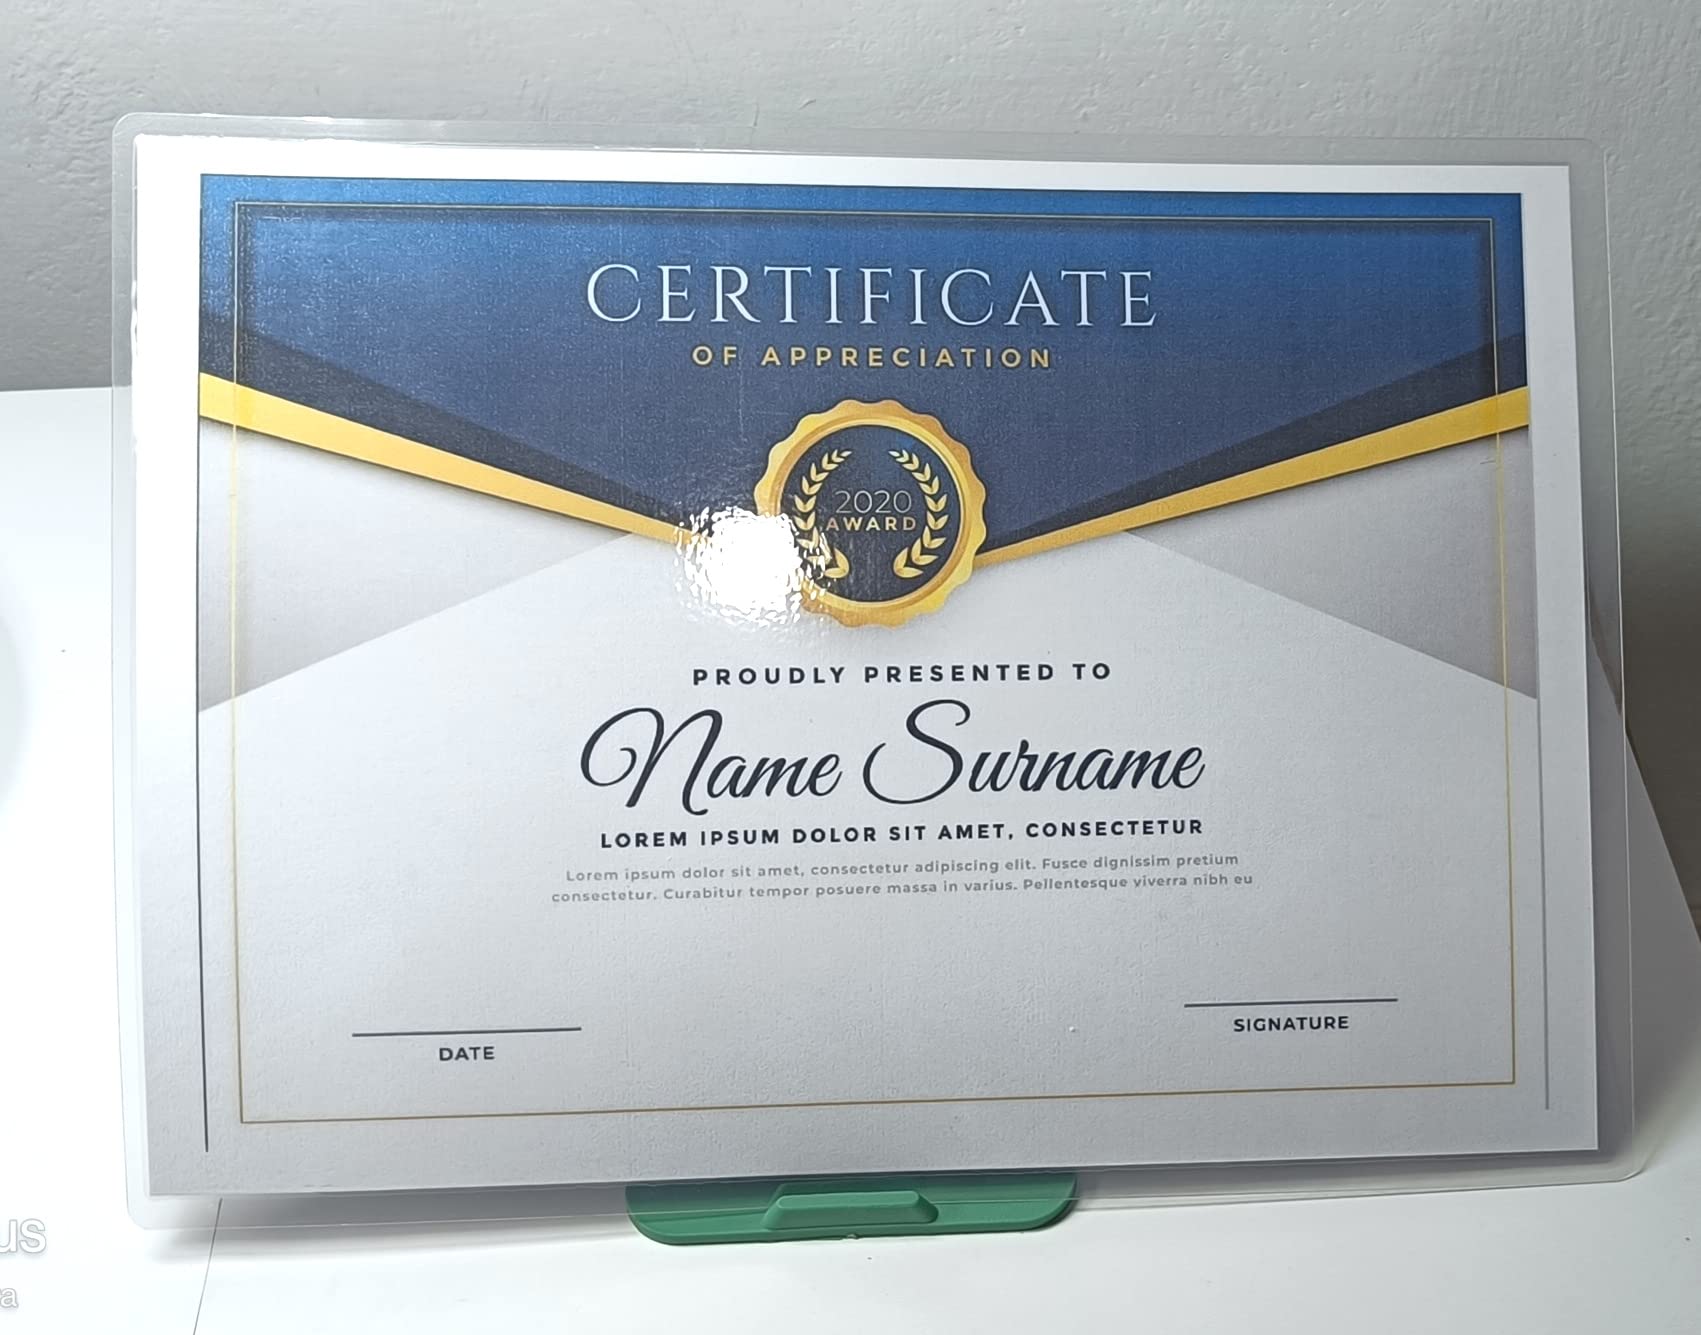 CERTIFICATE
OF APPRECIATION
2020
AWARD
PROUDLY PRESENTED TO
Name Surname
LOREM IPSUM DOLOR SIT AMET, CONSECTETUR
Lorem ipsum dolor sit amet, consectetur adipiscing elit. Fusce dignissim pretium
consectetur. Curabitur tempor posuere massa in varius. Pellentesque viverra nibh eu
DATE
SIGNATURE